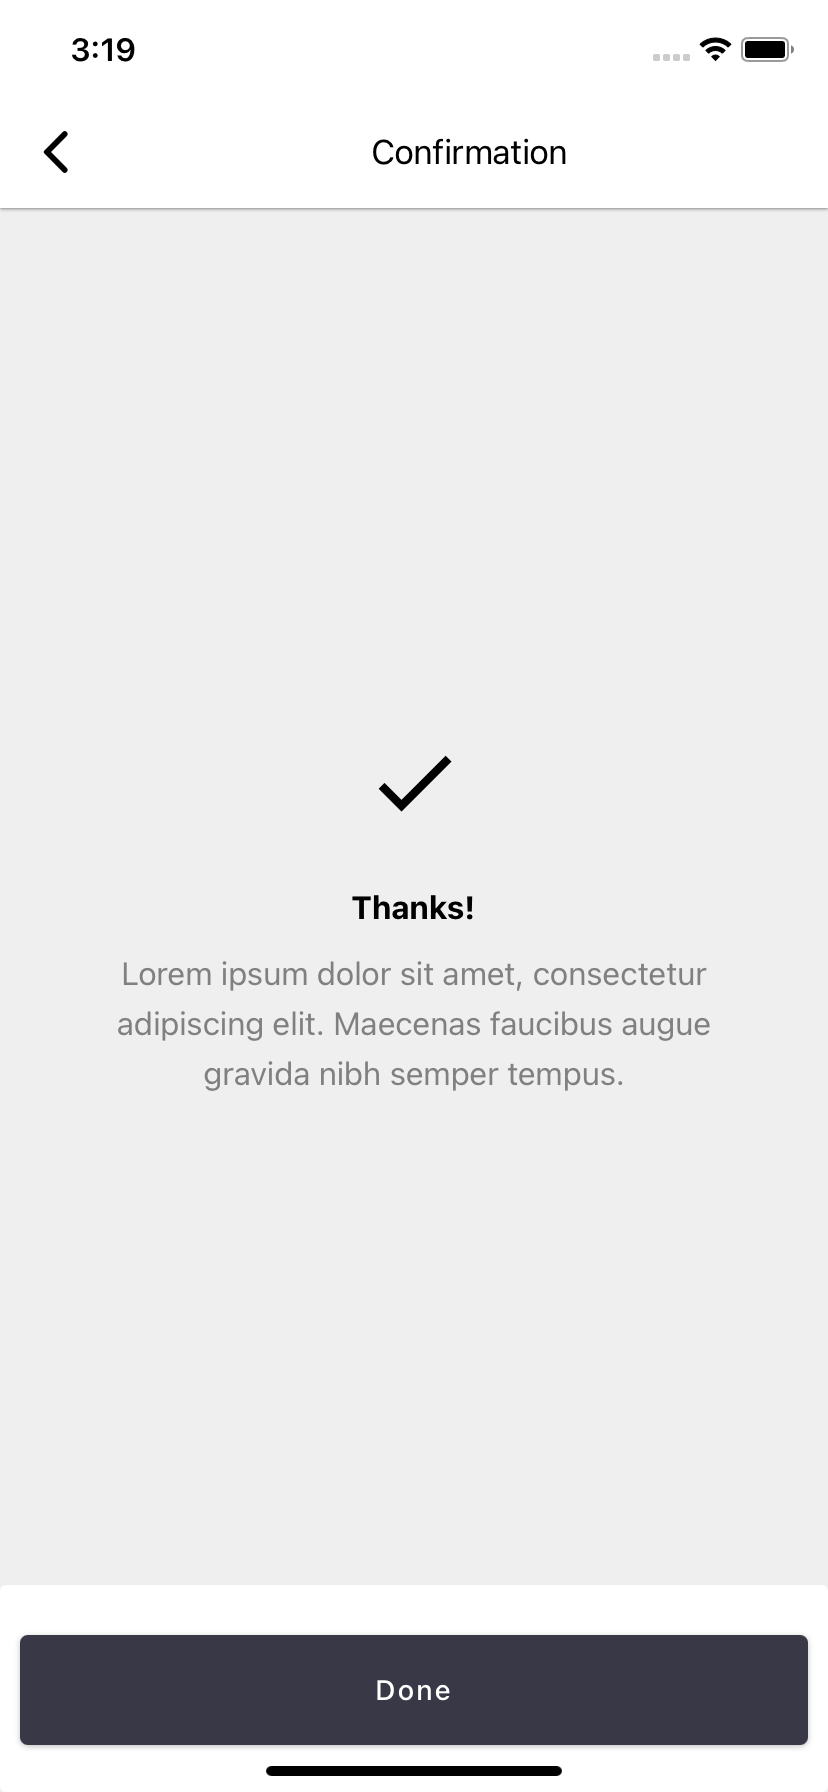 3:19
Confirmation
Thanks!
Lorem ipsum dolor sit amet, consectetur
adipiscing elit. Maecenas faucibus augue
gravida nibh semper tempus.
Done